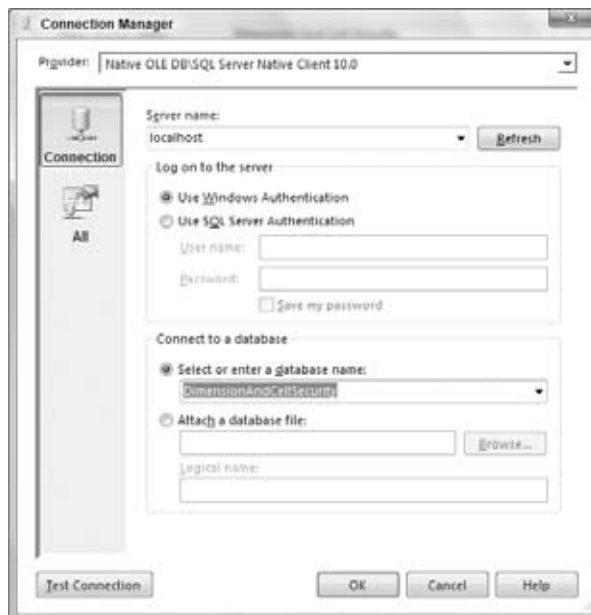 Connection Manager
Provider: Native OLE DB\SQL Server Native Client 10.0
Connection
All
Server name:
localhost
Refresh
Log on to the server
Use Windows Authentication
Use SQL Server Authentication
User name:
Password:
Save my password
Connect to a database
Select or enter a database name:
DimensionAndCellSecurity
Attach a database file:
Browse...
Logical name:
Test Connection
OK
Cancel
Help